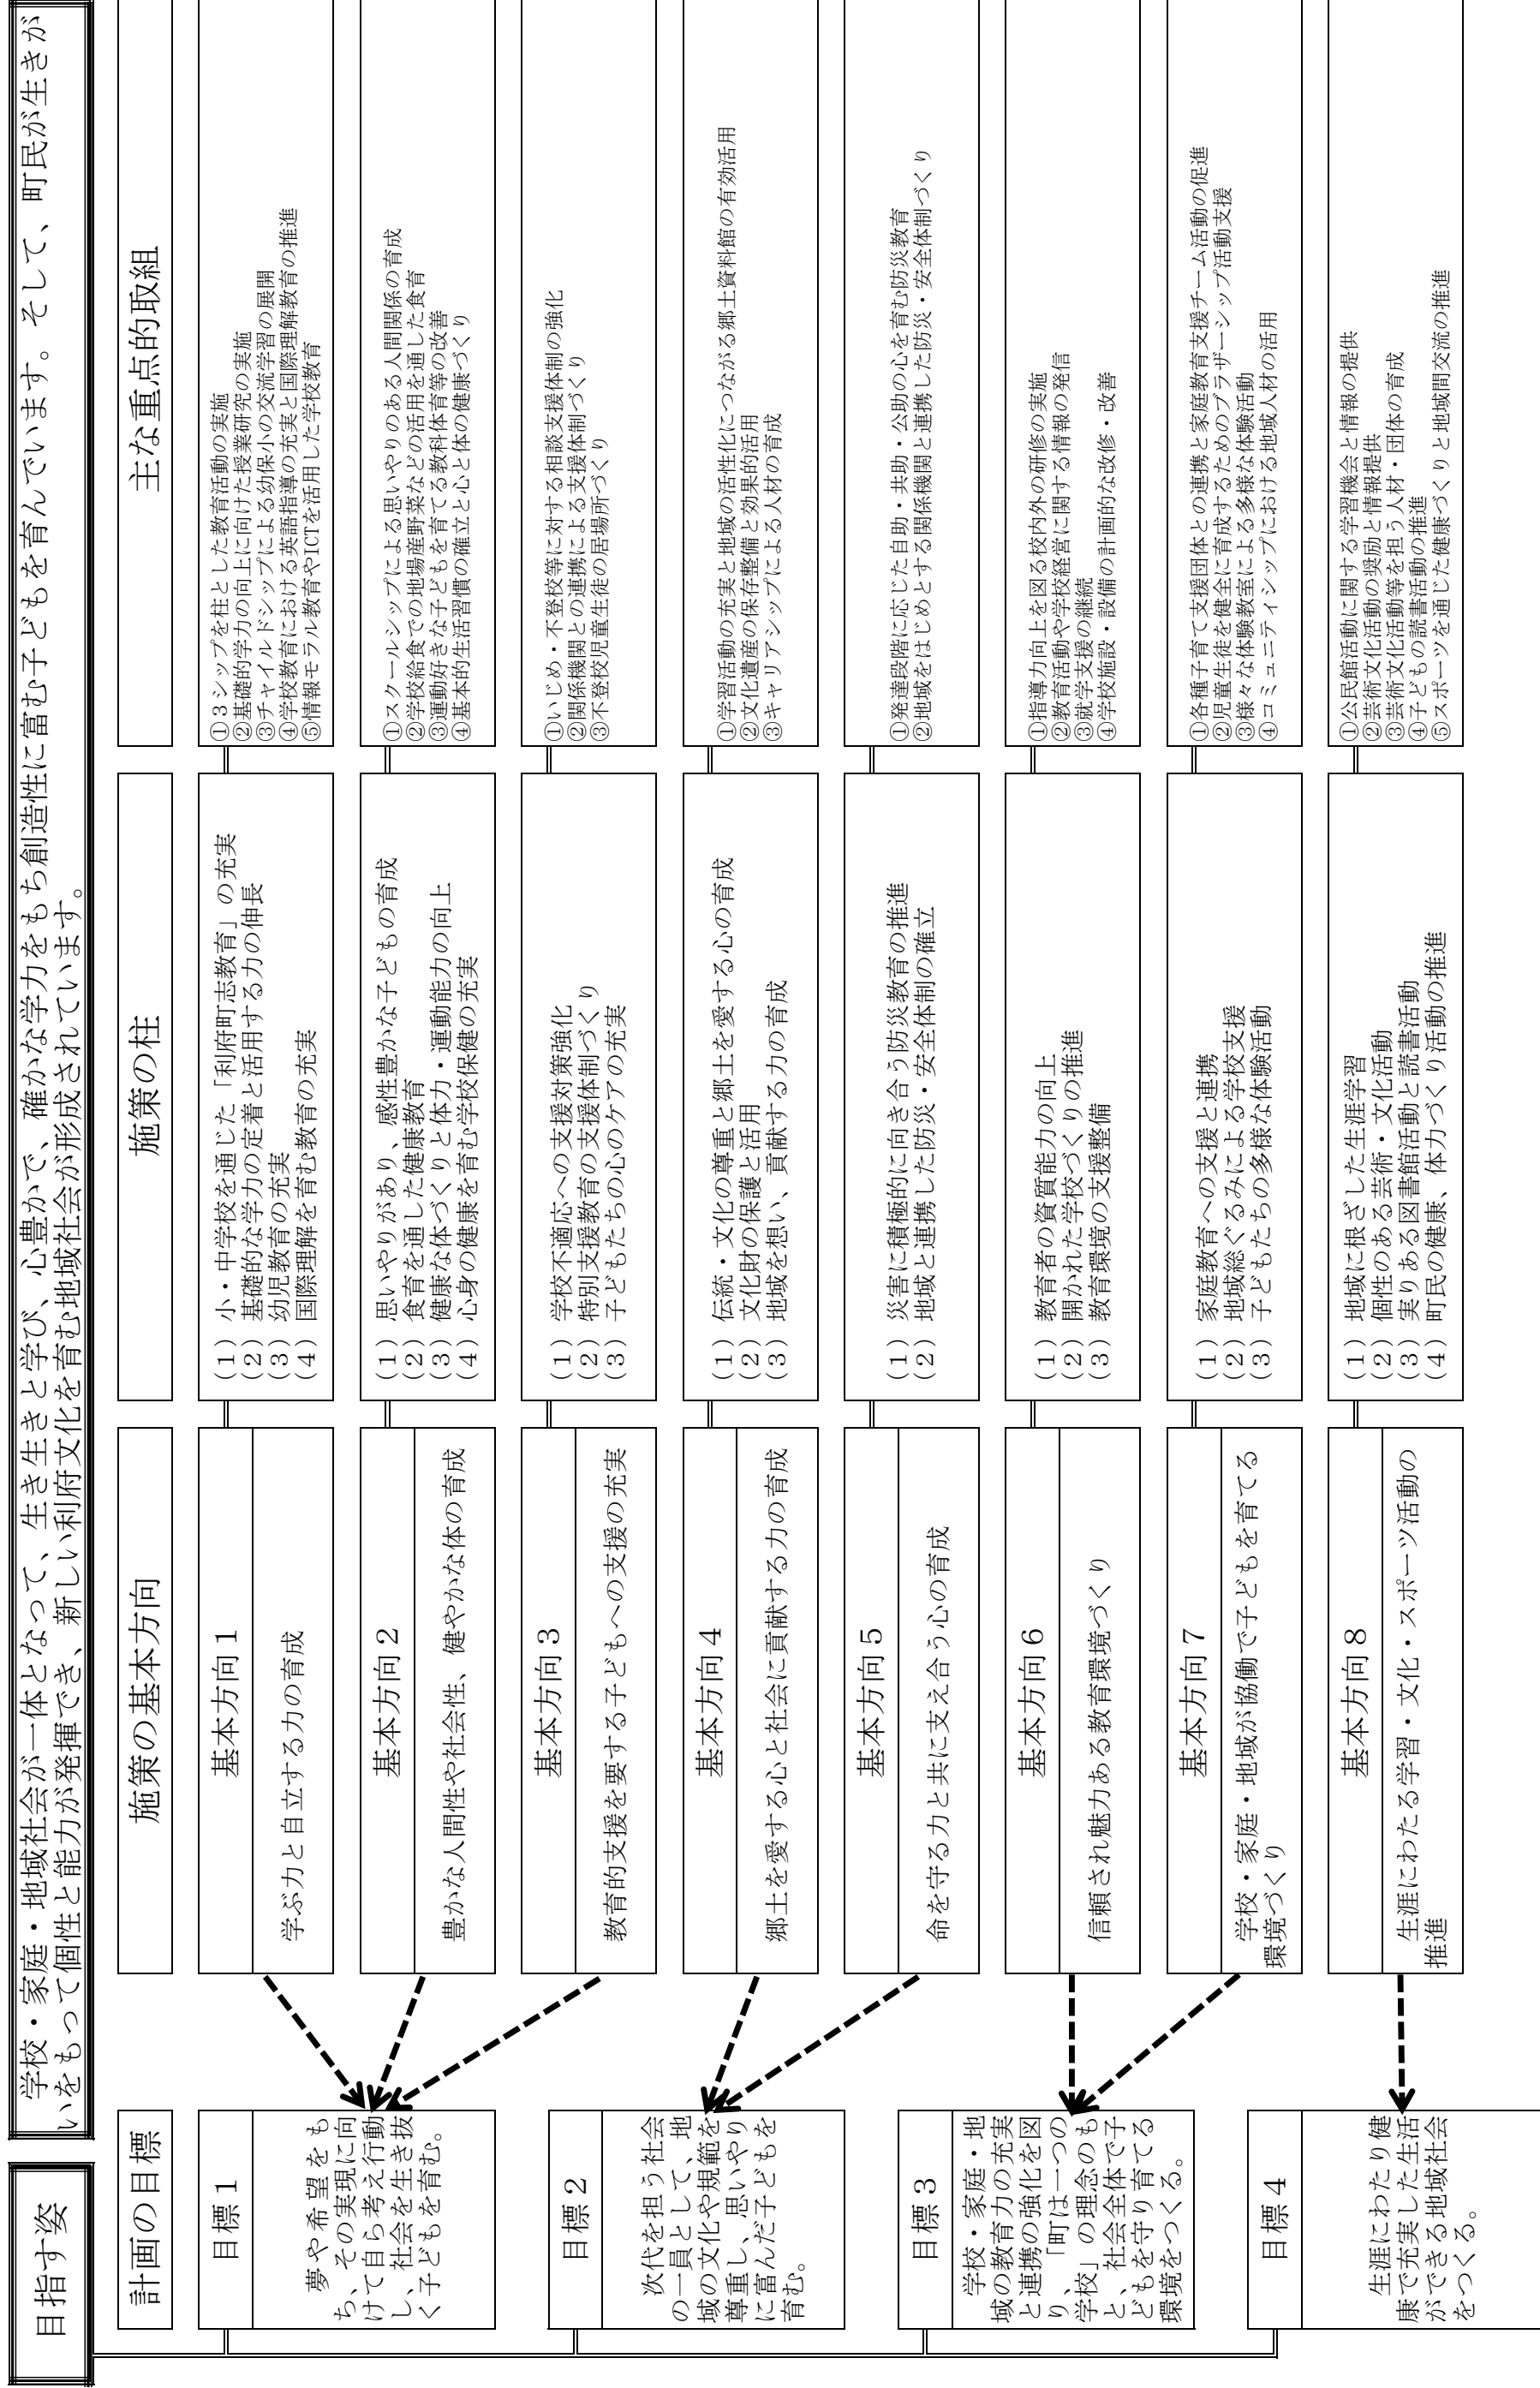 目指す姿
学校・家庭・地域社会が一体となって、生き生きと学び、心豊かで、確かな学力をもち創造性に富む子どもを育んでいます。そして、町民が生きが
いをもって個性と能力が発揮でき、新しい利府文化を育む地域社会が形成されています。
計画の目標
施策の基本方向
施策の柱
主な重点的取組
目標1
夢や希望をも
ち、その実現に向
けて自ら考え行動
し、社会を生き抜
く子どもを育む。
目標2
次代を担う社会
の一員として、地
域の文化や規範を
尊重し、思いやり
に富んだ子どもを
育む。
目標3
学校・家庭・地
域の教育力の充実
と連携の強化を図
り、「町は一つの
学校」の理念のも
と、社会全体で子
どもを守り育てる
環境をつくる。
目標4
生涯にわたり健
康で充実した生活
ができる地域社会
をつくる。
基本方向1
学ぶ力と自立する力の育成
(1) 小・中学校を通じた「利府町志教育」の充実
(2) 基礎的な学力の定着と活用する力の伸長
(3) 幼児教育の充実
(4) 国際理解を育む教育の充実
①3シップを柱とした教育活動の実施
②基礎的学力の向上に向けた授業研究の実施
③チャイルドシップによる幼保小の交流学習の展開
④学校教育における英語指導の充実と国際理解教育の推進
⑤情報モラル教育やICTを活用した学校教育
基本方向2
豊かな人間性や社会性、健やかな体の育成
(1) 思いやりがあり、感性豊かな子どもの育成
(2) 食育を通した健康教育
(3) 健康な体づくりと体力・運動能力の向上
(4) 心身の健康を育む学校保健の充実
①スクールシップによる思いやりのある人間関係の育成
②学校給食での地場産野菜などの活用を通した食育
③運動好きな子どもを育てる教科体育等の改善
④基本的生活習慣の確立と心と体の健康づくり
基本方向3
教育的支援を要する子どもへの支援の充実
(1) 学校不適応への支援対策強化
(2) 特別支援教育の支援体制づくり
(3) 子どもたちの心のケアの充実
①いじめ・不登校等に対する相談支援体制の強化
②関係機関との連携による支援体制づくり
③不登校児童生徒の居場所づくり
基本方向4
郷土を愛する心と社会に貢献する力の育成
(1) 伝統・文化の尊重と郷土を愛する心の育成
(2) 文化財の保護と活用
(3) 地域を想い、貢献する力の育成
①学習活動の充実と地域の活性化につながる郷土資料館の有効活用
②文化遺産の保存整備と効果的活用
③キャリアシップによる人材の育成
基本方向5
命を守る力と共に支え合う心の育成
(1) 災害に積極的に向き合う防災教育の推進
(2) 地域と連携した防災・安全体制の確立
①発達段階に応じた自助・共助・公助の心を育む防災教育
②地域をはじめとする関係機関と連携した防災・安全体制づくり
基本方向6
信頼され魅力ある教育環境づくり
(1) 教育者の資質能力の向上
(2) 開かれた学校づくりの推進
(3) 教育環境の支援整備
①指導力向上を図る校内外の研修の実施
②教育活動や学校経営に関する情報の発信
③就学支援の継続
④学校施設・設備の計画的な改修・改善
基本方向7
学校・家庭・地域が協働で子どもを育てる
環境づくり
(1) 家庭教育への支援と連携
(2) 地域総ぐるみによる学校支援
(3) 子どもたちの多様な体験活動
①各種子育て支援団体との連携と家庭教育支援チーム活動の促進
②児童生徒を健全に育成するためのブラザーシップ活動支援
③様々な体験教室による多様な体験活動
④コミュニティシップにおける地域人材の活用
基本方向8
生涯にわたる学習・文化・スポーツ活動の
推進
(1) 地域に根ざした生涯学習
(2) 個性のある芸術・文化活動
(3) 実りある図書館活動と読書活動
(4) 町民の健康、体力づくり活動の推進
①公民館活動に関する学習機会と情報の提供
②芸術文化活動の奨励と情報提供
③芸術文化活動等を担う人材・団体の育成
④子どもの読書活動の推進
⑤スポーツを通じた健康づくりと地域間交流の推進